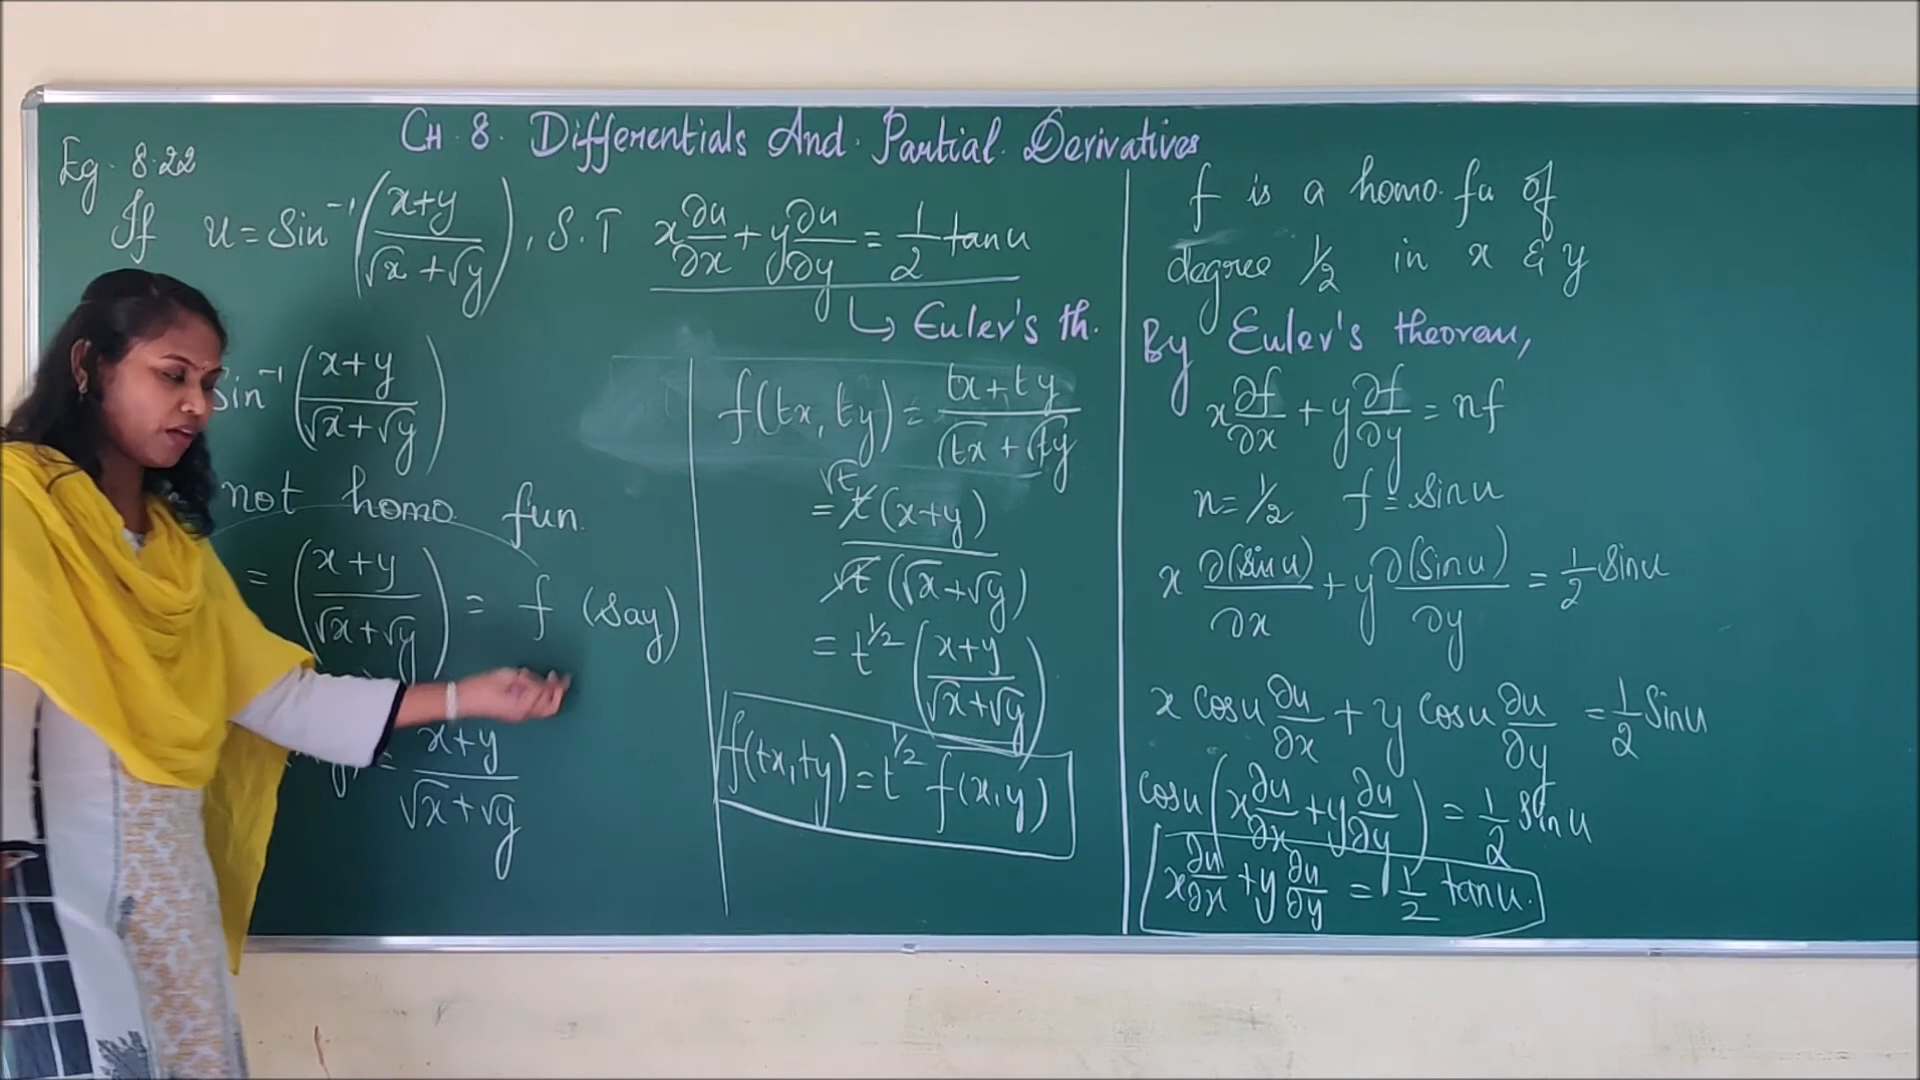 CH. 8. Differentials And Partial Derivatives
Eg. 8.22
If u = Sin⁻¹((x+y)/(√x+√y)), S.T x ∂u/∂x + y ∂u/∂y = 1/2 tan u
↳ Euler's th.
Sin⁻¹((x+y)/(√x+√y))
not homo fun.
= ((x+y)/(√x+√y)) = f (say)
= (x+y)/(√x+√y)
f(tx, ty) = (tx+ty)/(√tx+√ty)
√t
= t(x+y)/(√t(√x+√y))
= t^1/2 ((x+y)/(√x+√y))
f(tx,ty) = t^1/2 f(x,y)
f is a homo. fu of
degree 1/2 in x & y
By Euler's theorem,
x ∂f/∂x + y ∂f/∂y = nf
n = 1/2 f = sin u
x ∂(sin u)/∂x + y ∂(sin u)/∂y = 1/2 sin u
x cos u ∂u/∂x + y cos u ∂u/∂y = 1/2 sin u
cos u (x ∂u/∂x + y ∂u/∂y) = 1/2 sin u
x ∂u/∂x + y ∂u/∂y = 1/2 tan u.